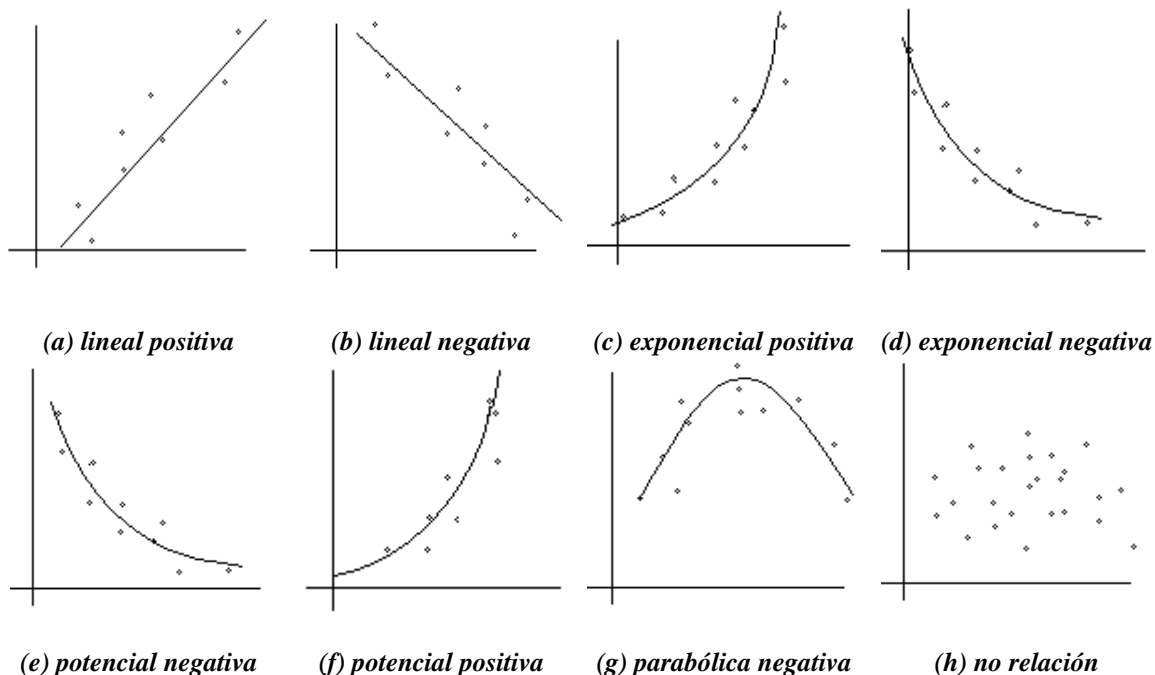 (a) lineal positiva
(b) lineal negativa
(c) exponencial positiva
(d) exponencial negativa
(e) potencial negativa
(f) potencial positiva
(g) parabólica negativa
(h) no relación